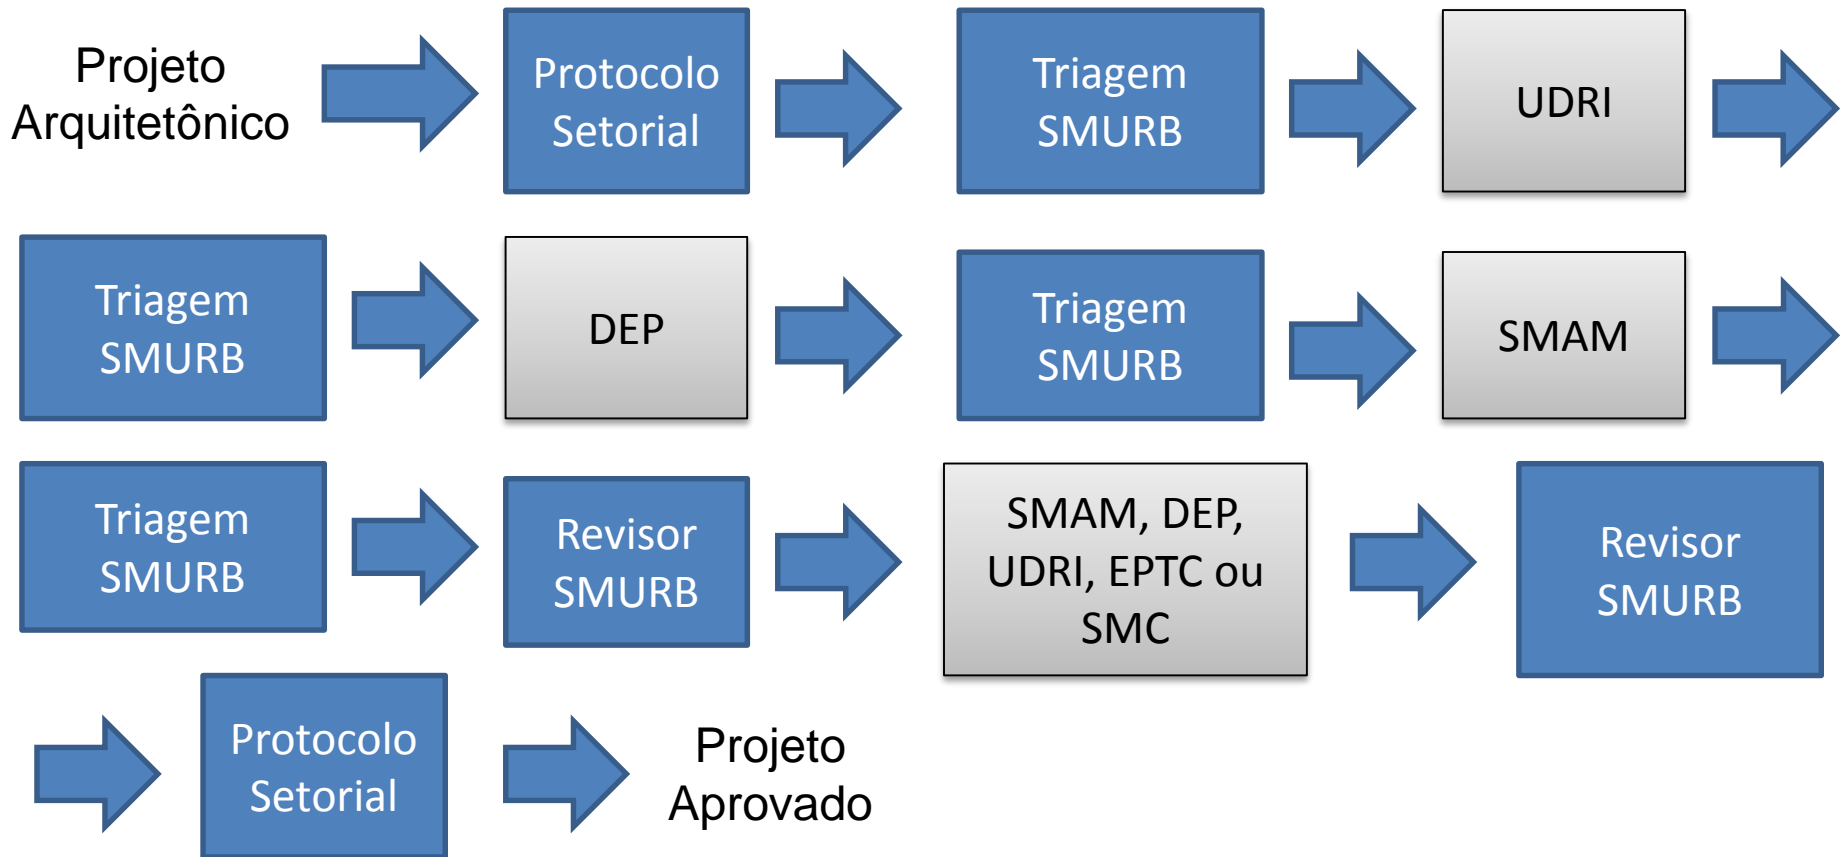 Projeto
Arquitetônico
Protocolo
Setorial
Triagem
SMURB
UDRI
Triagem
SMURB
DEP
Triagem
SMURB
SMAM
Triagem
SMURB
Revisor
SMURB
SMAM, DEP,
UDRI, EPTC ou
SMC
Revisor
SMURB
Protocolo
Setorial
Projeto
Aprovado